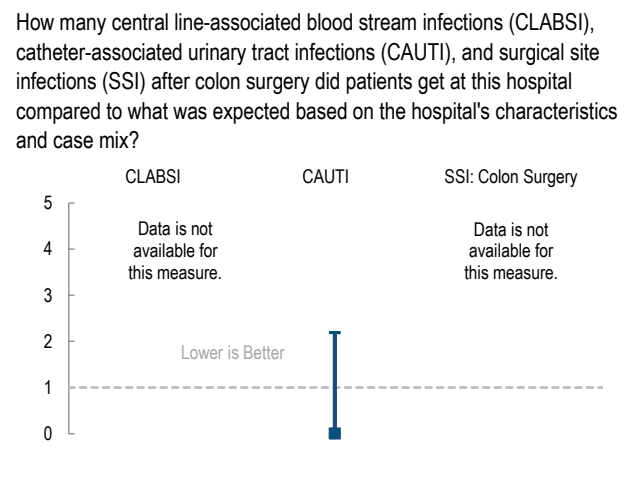 How many central line-associated blood stream infections (CLABSI),
catheter-associated urinary tract infections (CAUTI), and surgical site
infections (SSI) after colon surgery did patients get at this hospital
compared to what was expected based on the hospital's characteristics
and case mix?
CLABSI CAUTI SSI: Colon Surgery
5
Data is not
available for
this measure.
Data is not
available for
this measure.
4
3
2
Lower is Better
1
0